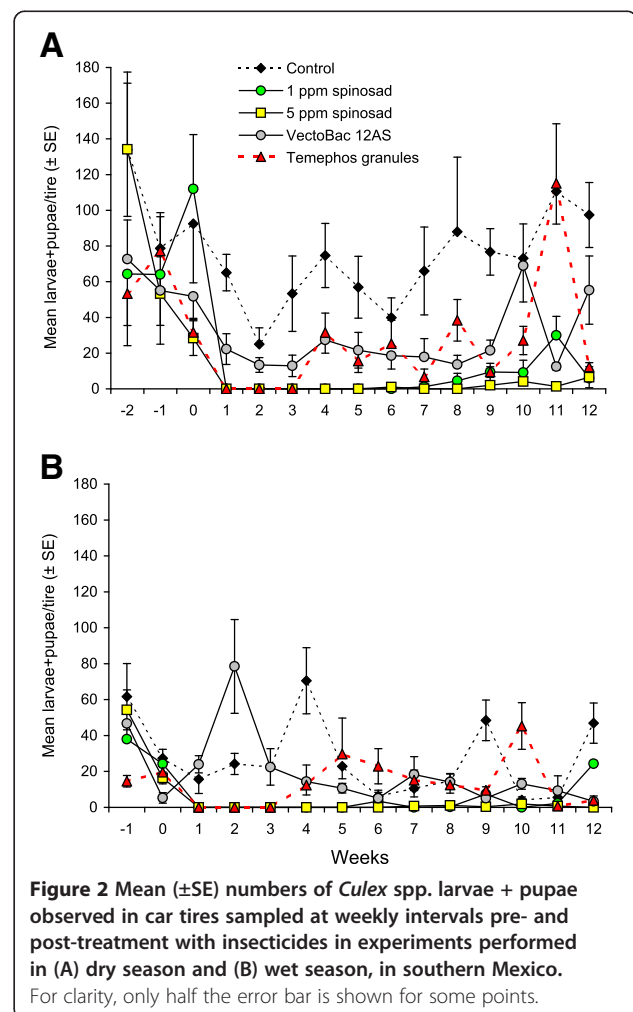 A
180
160
140
120
100
80
60
40
20
0
Mean larvae+pupae/tire (± SE)
Control
1 ppm spinosad
5 ppm spinosad
VectoBac 12AS
Temephos granules
-2 -1 0 1 2 3 4 5 6 7 8 9 10 11 12
B
180
160
140
120
100
80
60
40
20
0
Mean larvae+pupae/tire (± SE)
-1 0 1 2 3 4 5 6 7 8 9 10 11 12
Weeks
Figure 2 Mean (±SE) numbers of Culex spp. larvae + pupae
observed in car tires sampled at weekly intervals pre- and
post-treatment with insecticides in experiments performed
in (A) dry season and (B) wet season, in southern Mexico.
For clarity, only half the error bar is shown for some points.